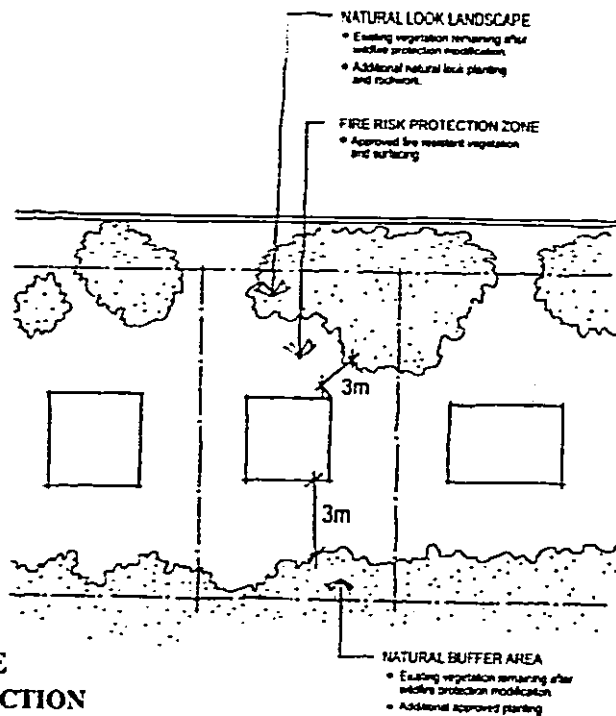 NATURAL LOOK LANDSCAPE
* Existing vegetation remaining after
wildfire protection modification.
* Additional natural look planting
and rockwork.
FIRE RISK PROTECTION ZONE
* Approved fire resistant vegetation
and surfacing
3m
3m
NATURAL BUFFER AREA
* Existing vegetation remaining after
wildfire protection modification.
* Additional approved planting
E
CTION